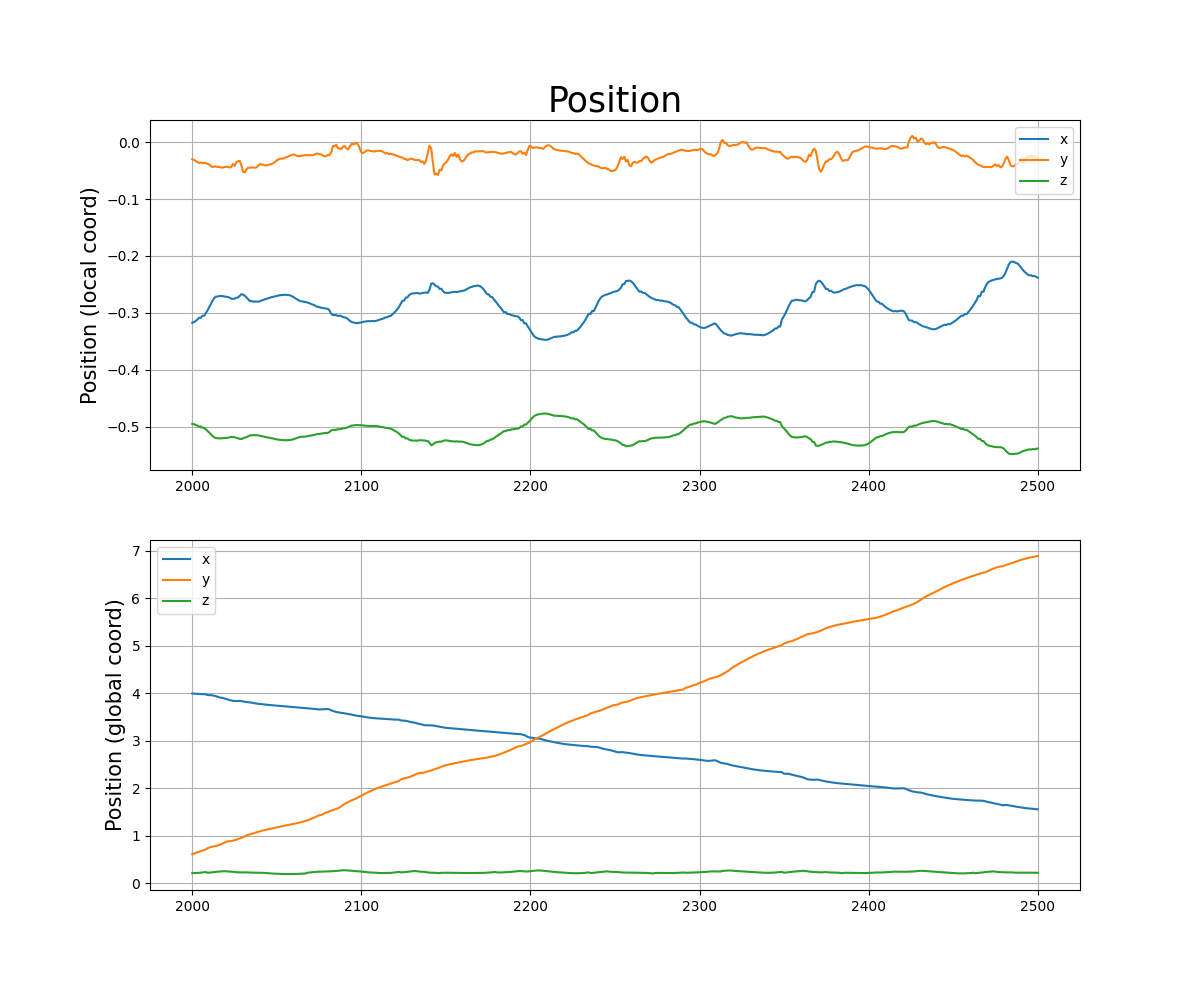 Position
Position (local coord)
0.0
−0.1
−0.2
−0.3
−0.4
−0.5
x
y
z
2000 2100 2200 2300 2400 2500
Position (global coord)
7
6
5
4
3
2
1
0
x
y
z
2000 2100 2200 2300 2400 2500